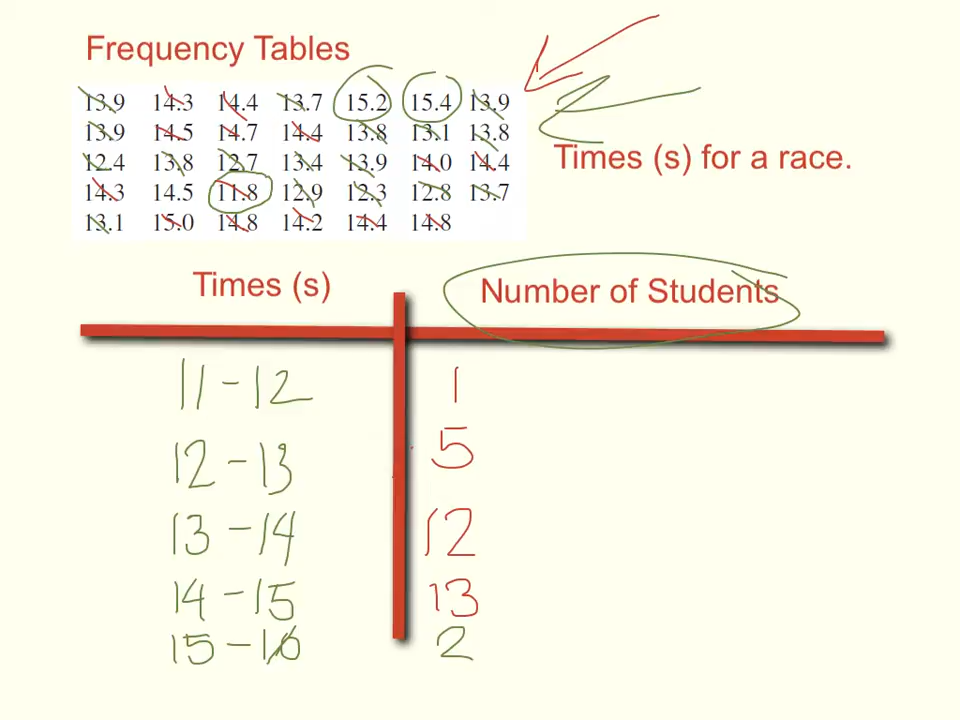 Frequency Tables
13.9 14.3 14.4 13.7 15.2 15.4 13.9
13.9 14.5 14.7 14.4 13.8 13.1 13.8
12.4 13.8 12.7 13.4 13.9 14.0 14.4
14.3 14.5 11.8 12.9 12.3 12.8 13.7
13.1 15.0 14.8 14.2 14.4 14.8
Times (s) for a race.
Times (s) Number of Students
11-12 1
12-13 5
13-14 12
14-15 13
15-16 2